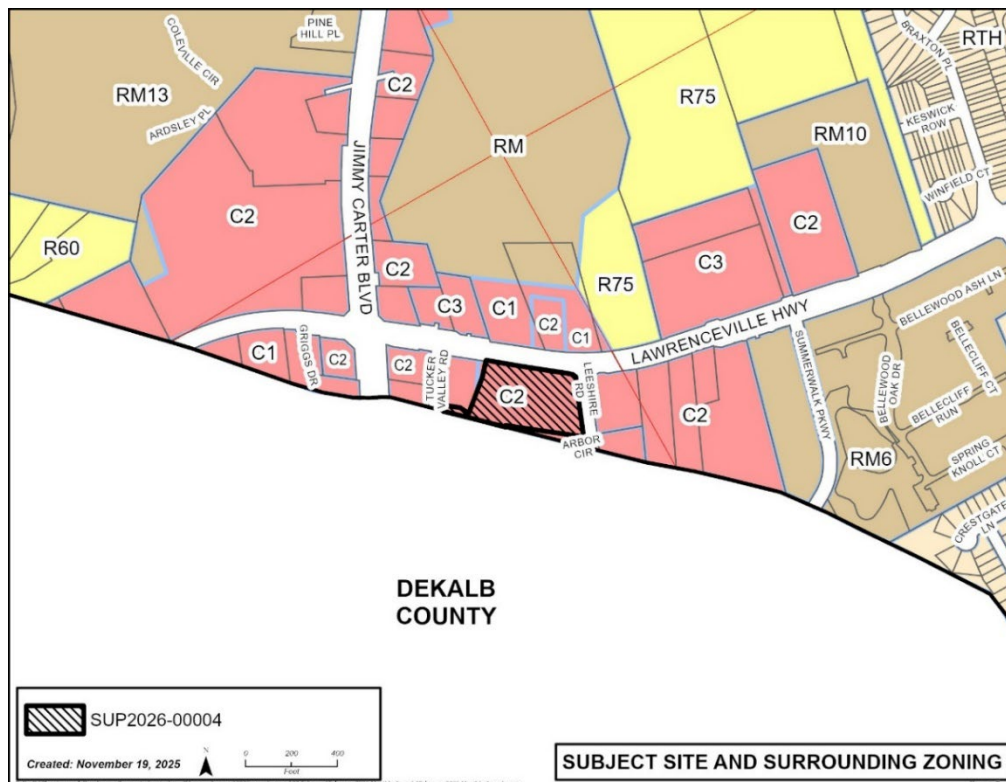 PINE
HILL PL
COLEVILLE CIR
RM13
ARDSLEY PL
C2
JIMMY CARTER BLVD
RM
R75
RTH
BRAXTON PL
KESWICK
ROW
RM10
WINFIELD CT
C2
R60
C2
C3
C1
C2
C1
R75
C3
C2
LAWRENCEVILLE HWY
C1
GRIGGS DR
C2
C2
TUCKER
VALLEY RD
C2
LEESHIRE
RD
ARBOR
CIR
C2
SUMMERWALK PKWY
BELLEWOOD ASH LN
BELLEWOOD
OAK DR
BELLECLIFF CT
BELLECLIFF
RUN
RM6
SPRING
KNOLL CT
CRESTGATE
LN
DEKALB
COUNTY
SUP2026-00004
Created: November 19, 2025
N
0 200 400
Feet
SUBJECT SITE AND SURROUNDING ZONING